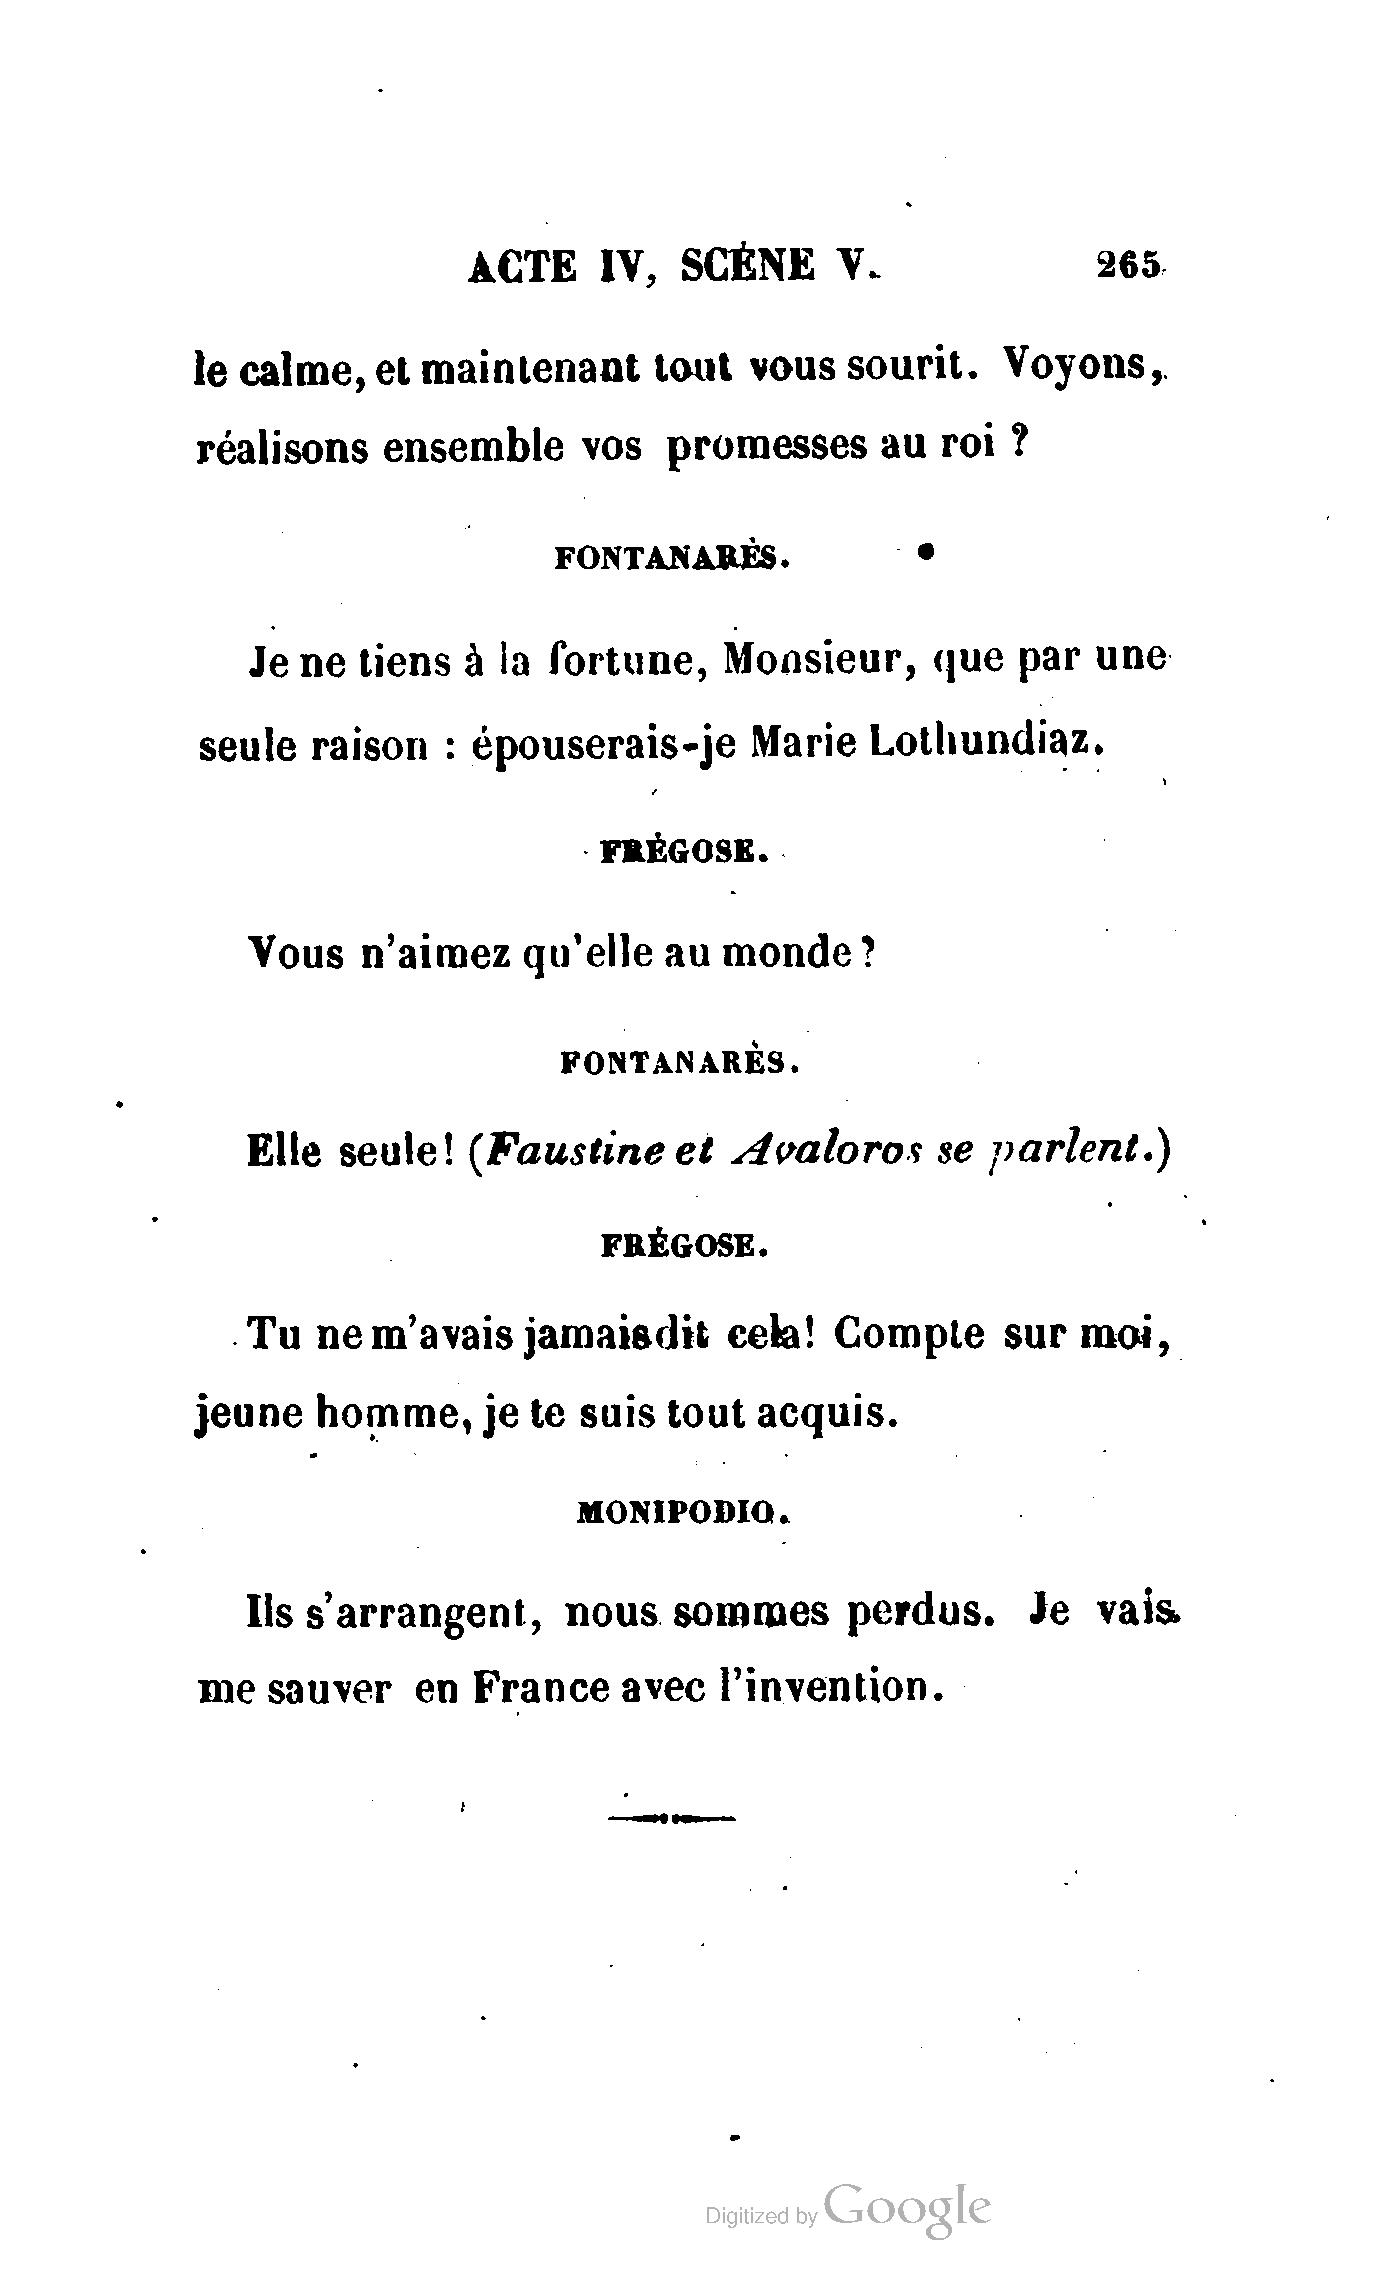 ACTE IV, SCÈNE V. 265
le calme, et maintenant tout vous sourit. Voyons,
réalisons ensemble vos promesses au roi ?
FONTANARÈS.
Je ne tiens à la fortune, Monsieur, que par une
seule raison : épouserais-je Marie Lothundiaz.
FRÉGOSE.
Vous n'aimez qu'elle au monde ?
FONTANARÈS.
Elle seule! (Faustine et Avaloros se parlent.)
FRÉGOSE.
Tu ne m'avais jamais dit cela! Compte sur moi,
jeune homme, je te suis tout acquis.
MONIPODIO.
Ils s'arrangent, nous sommes perdus. Je vais
me sauver en France avec l'invention.
Digitized by Google